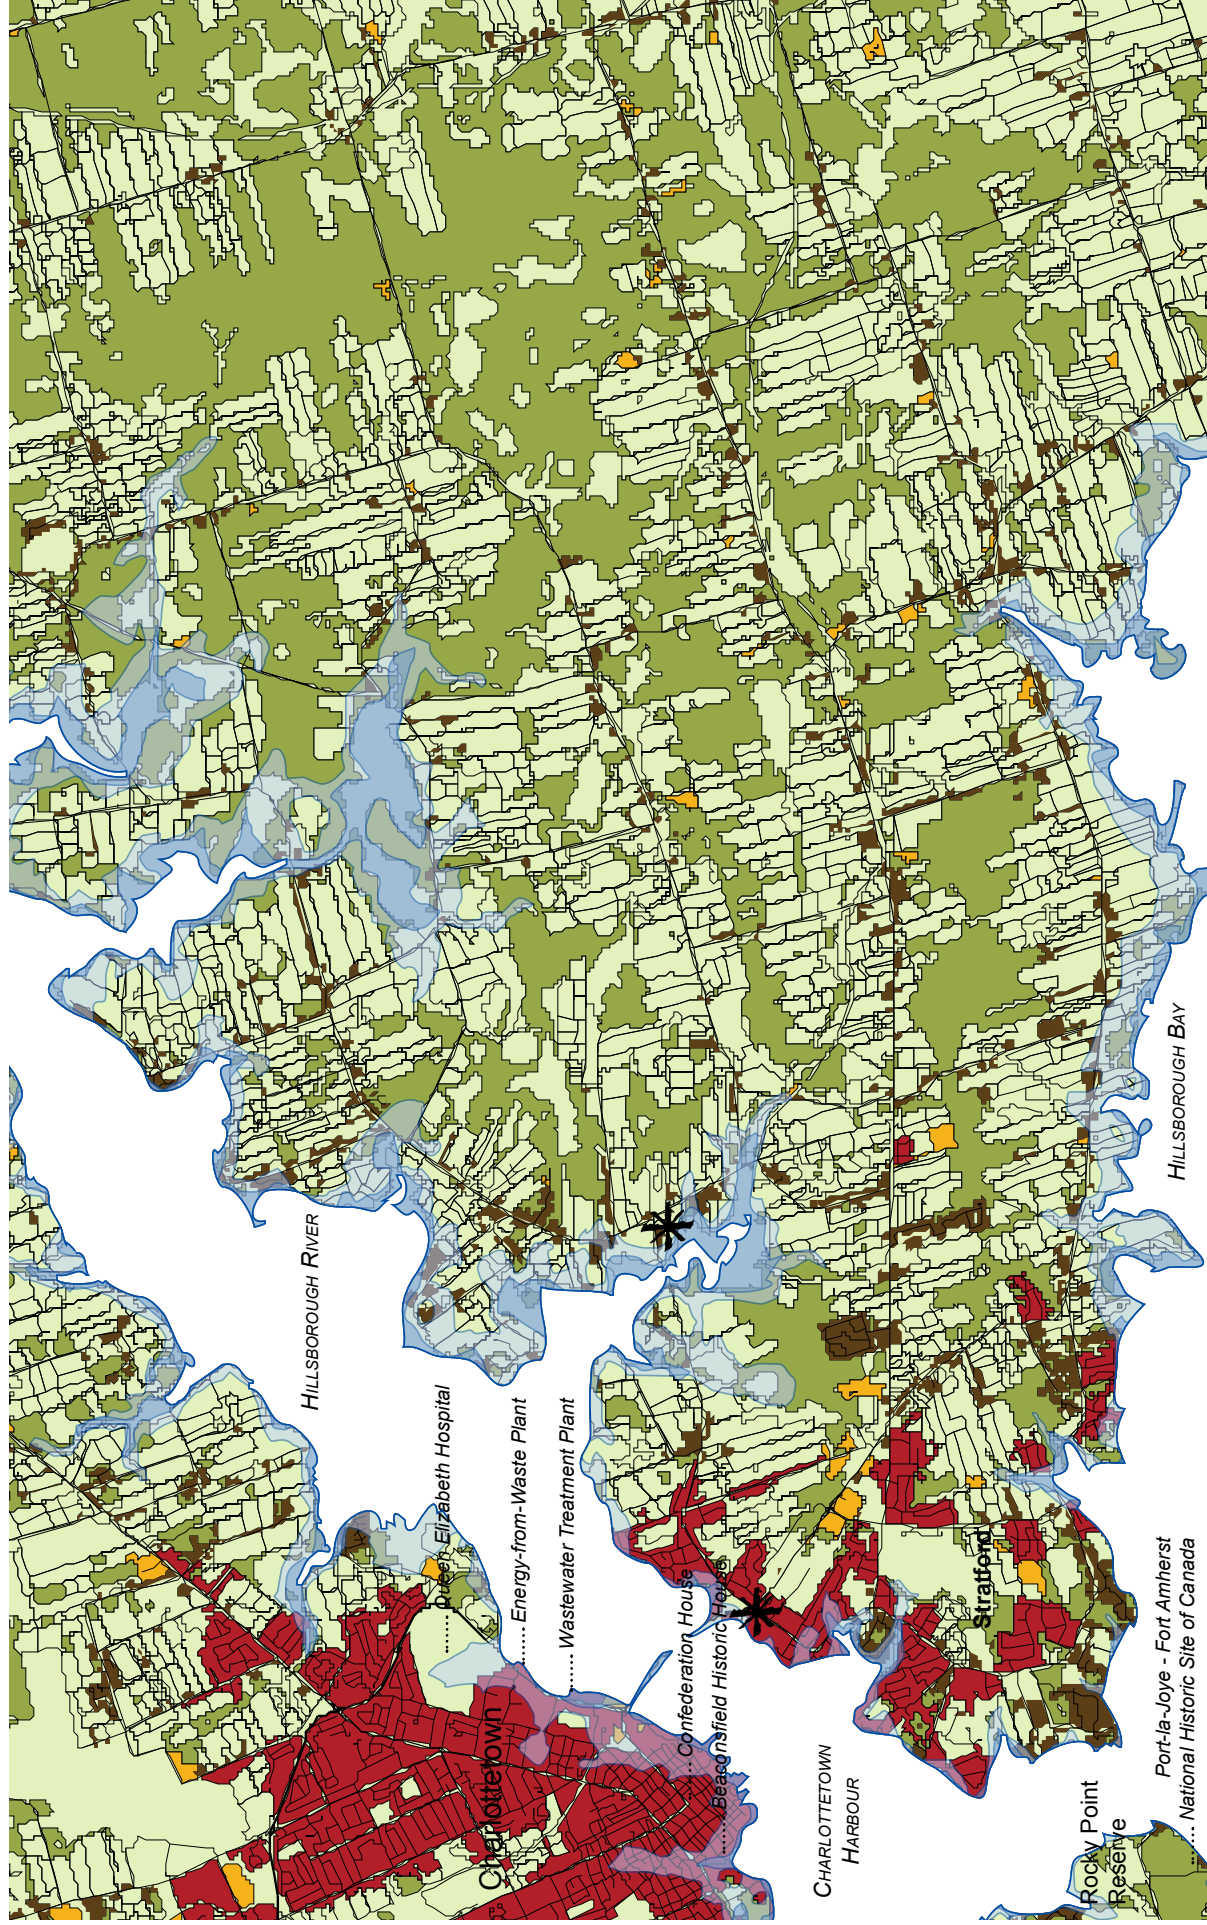 HILLSBOROUGH RIVER
Queen Elizabeth Hospital
Energy-from-Waste Plant
Wastewater Treatment Plant
Charlottetown
Confederation House
Beaconsfield Historic House
CHARLOTTETOWN
HARBOUR
Stratford
Rocky Point
Reserve
Port-la-Joye - Fort Amherst
National Historic Site of Canada
HILLSBOROUGH BAY